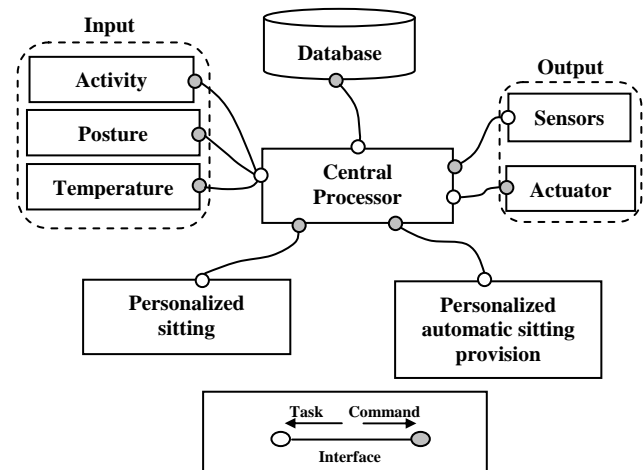 Input
Activity
Posture
Temperature
Database
Output
Sensors
Actuator
Central
Processor
Personalized
sitting
Personalized
automatic sitting
provision
Task Command
Interface